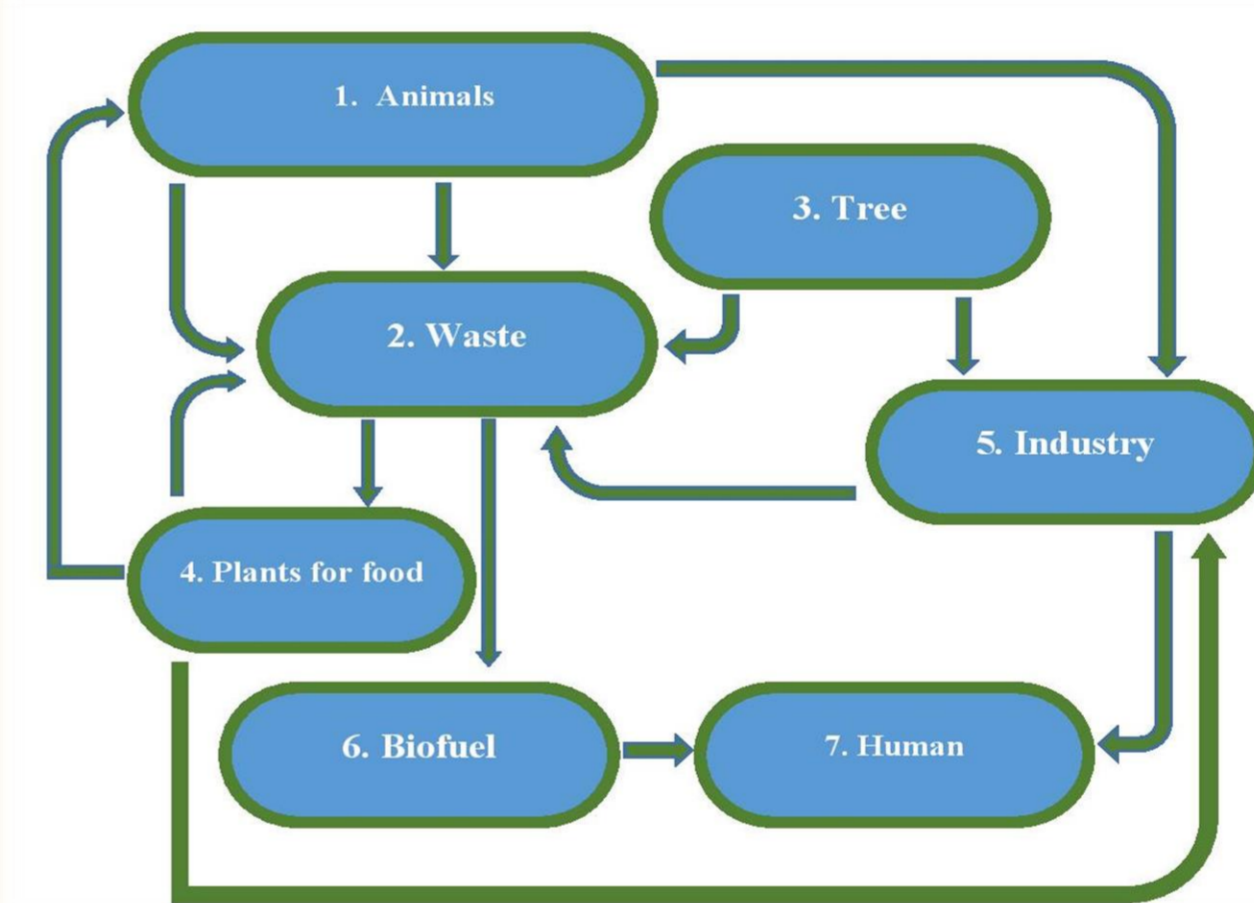 1. Animals
3. Tree
2. Waste
5. Industry
4. Plants for food
6. Biofuel
7. Human